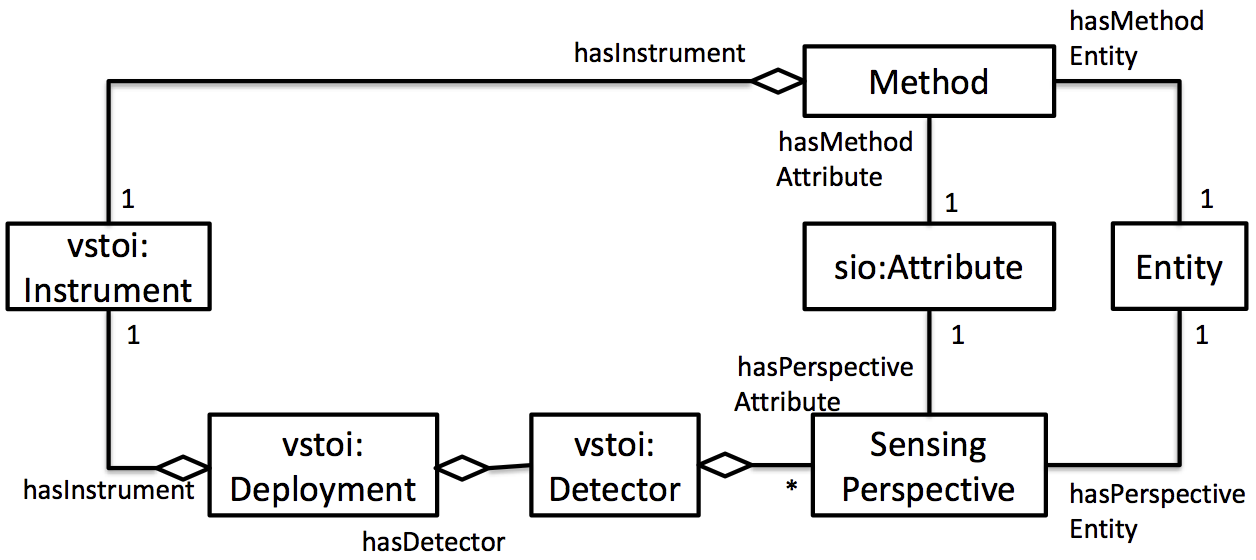 hasMethod
Entity
hasInstrument
Method
hasMethod
Attribute
1
1
1
vstoi:
Instrument
sio:Attribute
Entity
1
1
1
hasPerspective
Attribute
vstoi:
Deployment
vstoi:
Detector
Sensing
Perspective
hasInstrument
*
hasPerspective
Entity
hasDetector